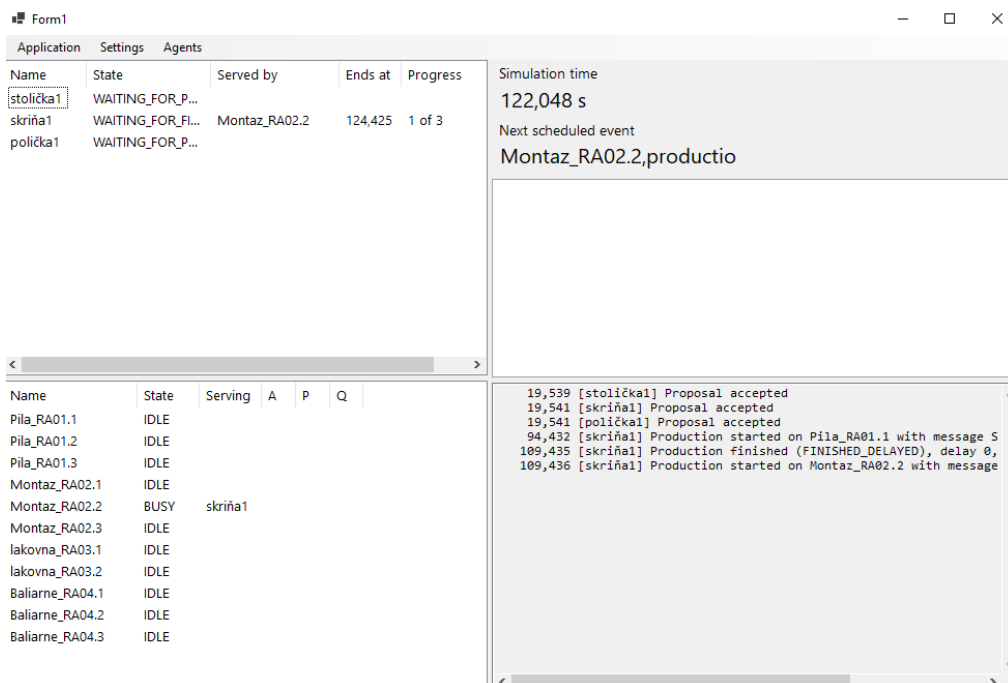 Form1
Application Settings Agents
Name State Served by Ends at Progress
stolička1 WAITING_FOR_P...
skriňa1 WAITING_FOR_FI... Montaz_RA02.2 124,425 1 of 3
polička1 WAITING_FOR_P...
Simulation time
122,048 s
Next scheduled event
Montaz_RA02.2,productio
Name State Serving A P Q
Pila_RA01.1 IDLE
Pila_RA01.2 IDLE
Pila_RA01.3 IDLE
Montaz_RA02.1 IDLE
Montaz_RA02.2 BUSY skriňa1
Montaz_RA02.3 IDLE
lakovna_RA03.1 IDLE
lakovna_RA03.2 IDLE
Baliarne_RA04.1 IDLE
Baliarne_RA04.2 IDLE
Baliarne_RA04.3 IDLE
19,539 [stolička1] Proposal accepted
19,541 [skriňa1] Proposal accepted
19,541 [polička1] Proposal accepted
94,432 [skriňa1] Production started on Pila_RA01.1 with message S
109,435 [skriňa1] Production finished (FINISHED_DELAYED), delay 0,
109,436 [skriňa1] Production started on Montaz_RA02.2 with message